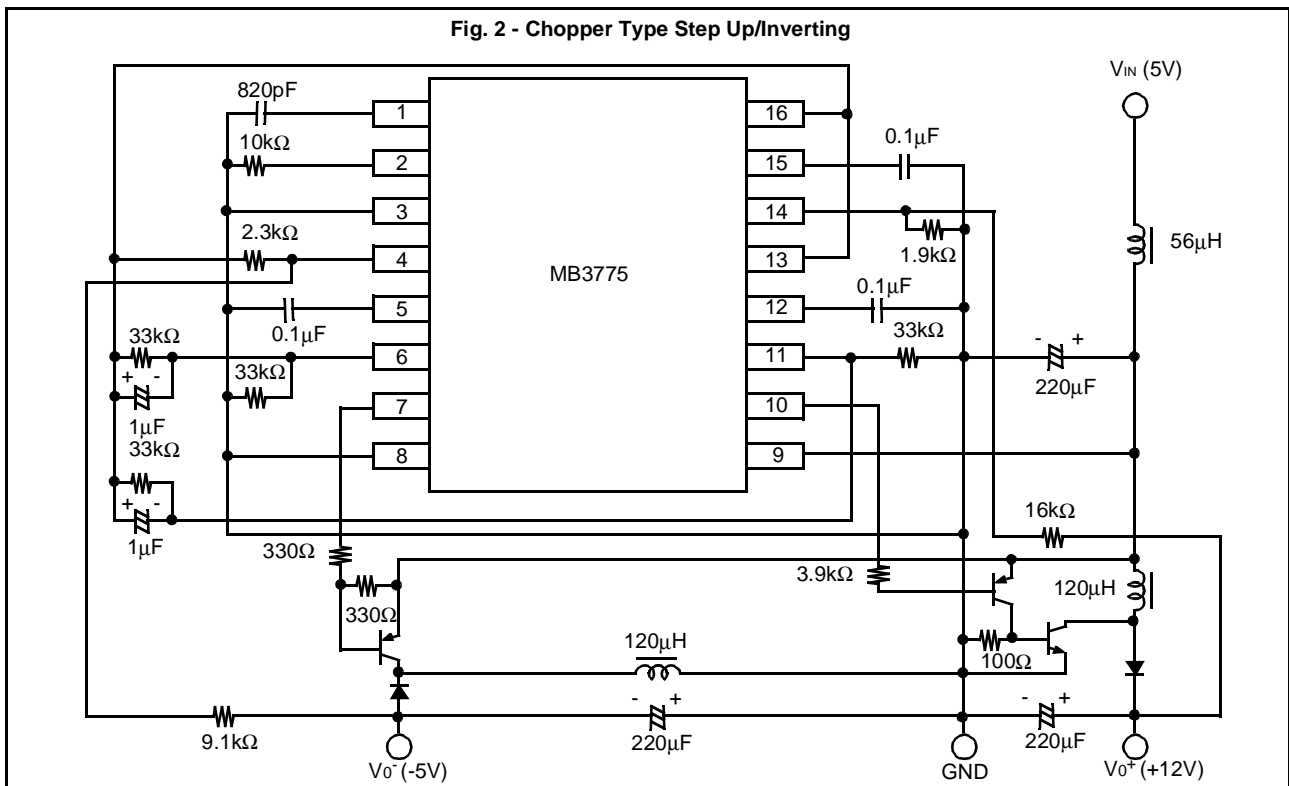 Fig. 2 - Chopper Type Step Up/Inverting
VIN (5V)
820pF
1
16
10kΩ
0.1µF
2
15
3
14
2.3kΩ
1.9kΩ
56µH
4
13
MB3775
0.1µF
5
12
0.1µF
33kΩ
33kΩ
6
11
- +
33kΩ
+ -
220µF
7
10
1µF
33kΩ
8
9
+ -
1µF
16kΩ
330Ω
3.9kΩ
330Ω
120µH
120µH
100Ω
- +
- +
9.1kΩ
220µF
220µF
V0- (-5V)
GND
V0+ (+12V)